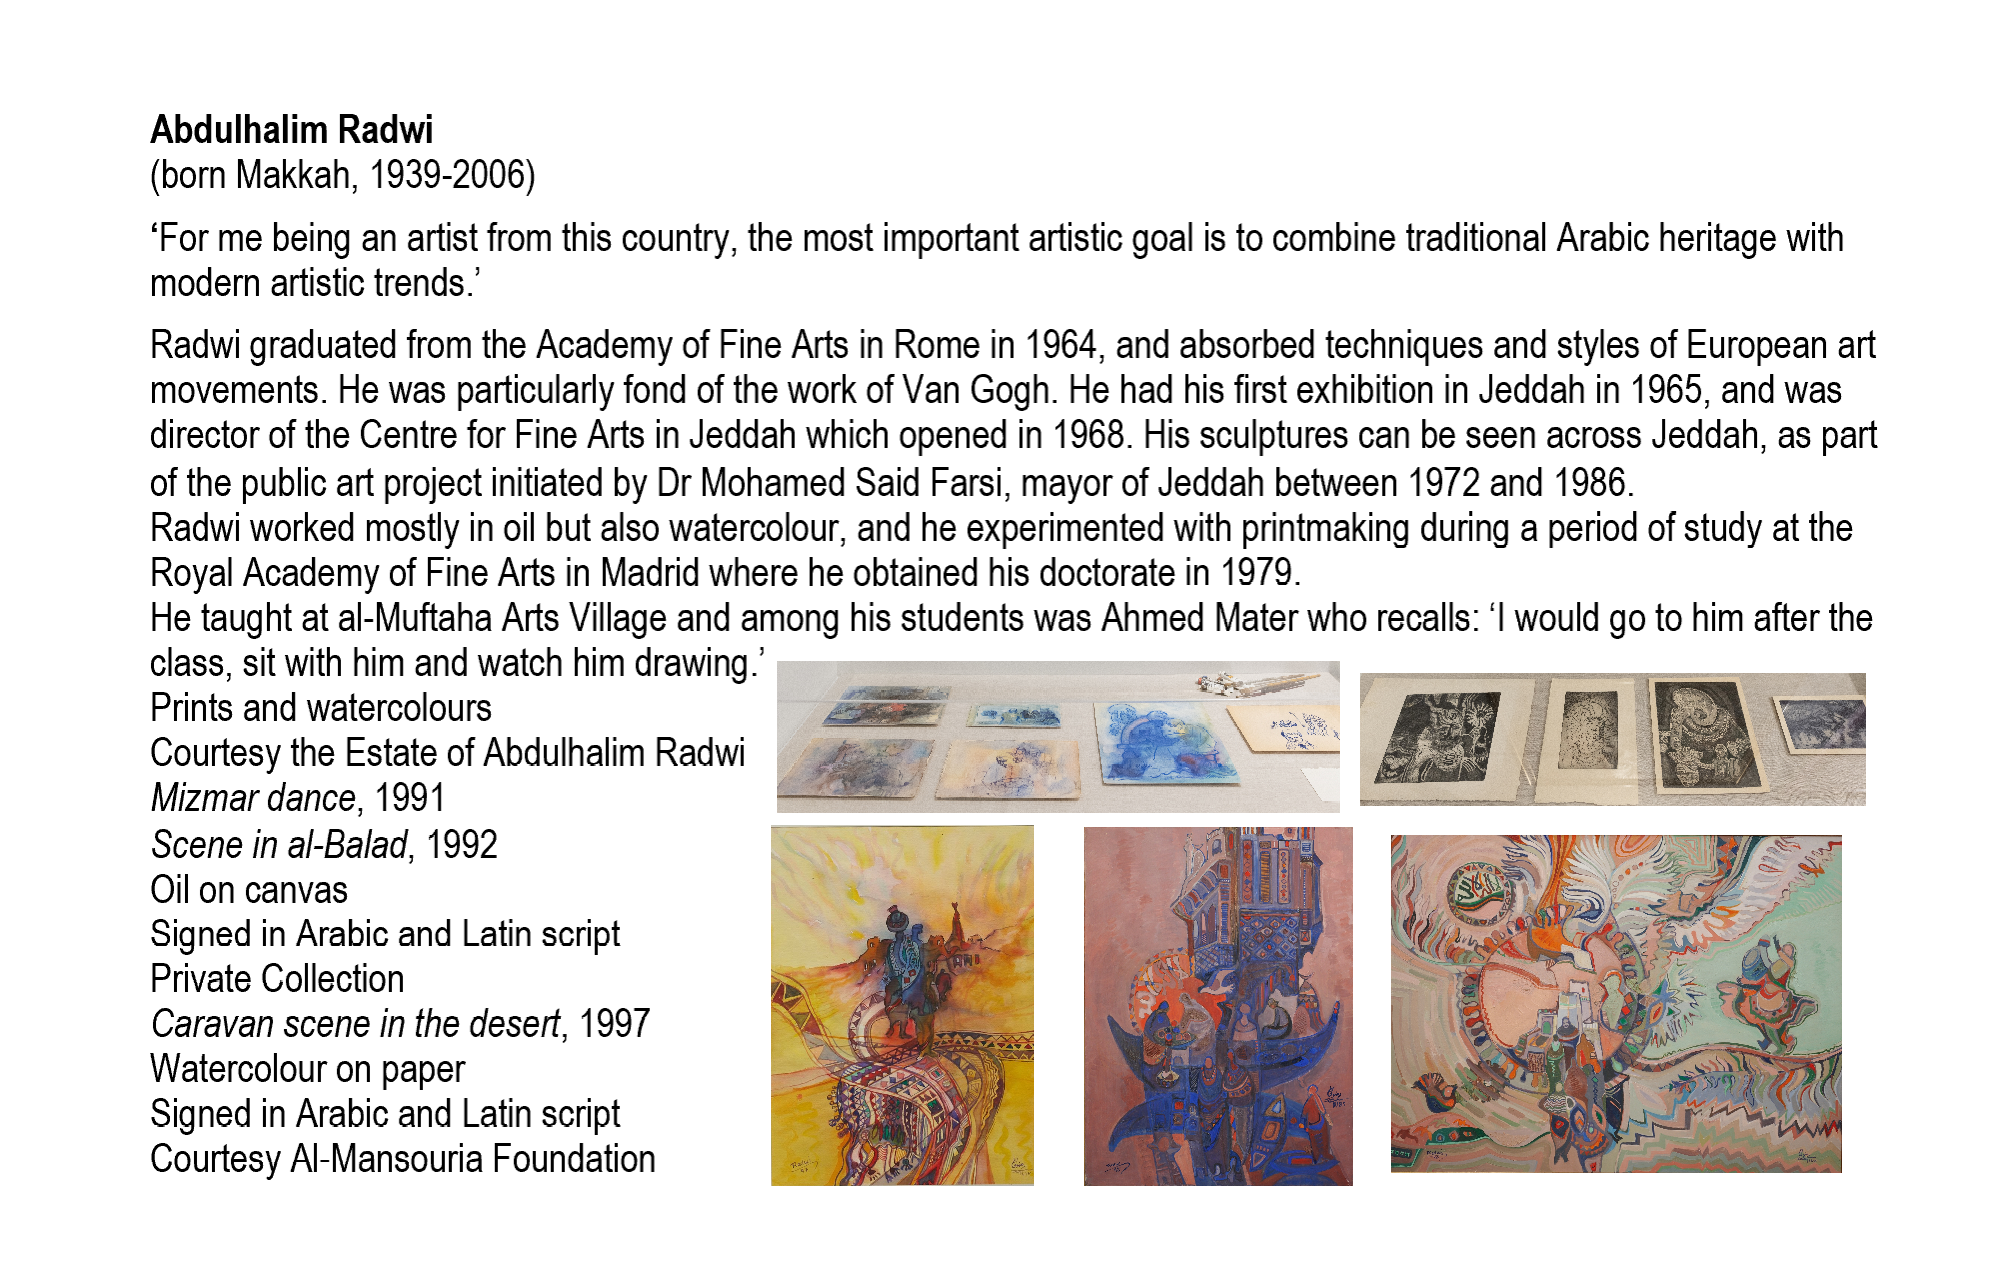 Abdulhalim Radwi
(born Makkah, 1939-2006)
‘For me being an artist from this country, the most important artistic goal is to combine traditional Arabic heritage with
modern artistic trends.’
Radwi graduated from the Academy of Fine Arts in Rome in 1964, and absorbed techniques and styles of European art
movements. He was particularly fond of the work of Van Gogh. He had his first exhibition in Jeddah in 1965, and was
director of the Centre for Fine Arts in Jeddah which opened in 1968. His sculptures can be seen across Jeddah, as part
of the public art project initiated by Dr Mohamed Said Farsi, mayor of Jeddah between 1972 and 1986.
Radwi worked mostly in oil but also watercolour, and he experimented with printmaking during a period of study at the
Royal Academy of Fine Arts in Madrid where he obtained his doctorate in 1979.
He taught at al-Muftaha Arts Village and among his students was Ahmed Mater who recalls: ‘I would go to him after the
class, sit with him and watch him drawing.’
Prints and watercolours
Courtesy the Estate of Abdulhalim Radwi
Mizmar dance, 1991
Scene in al-Balad, 1992
Oil on canvas
Signed in Arabic and Latin script
Private Collection
Caravan scene in the desert, 1997
Watercolour on paper
Signed in Arabic and Latin script
Courtesy Al-Mansouria Foundation